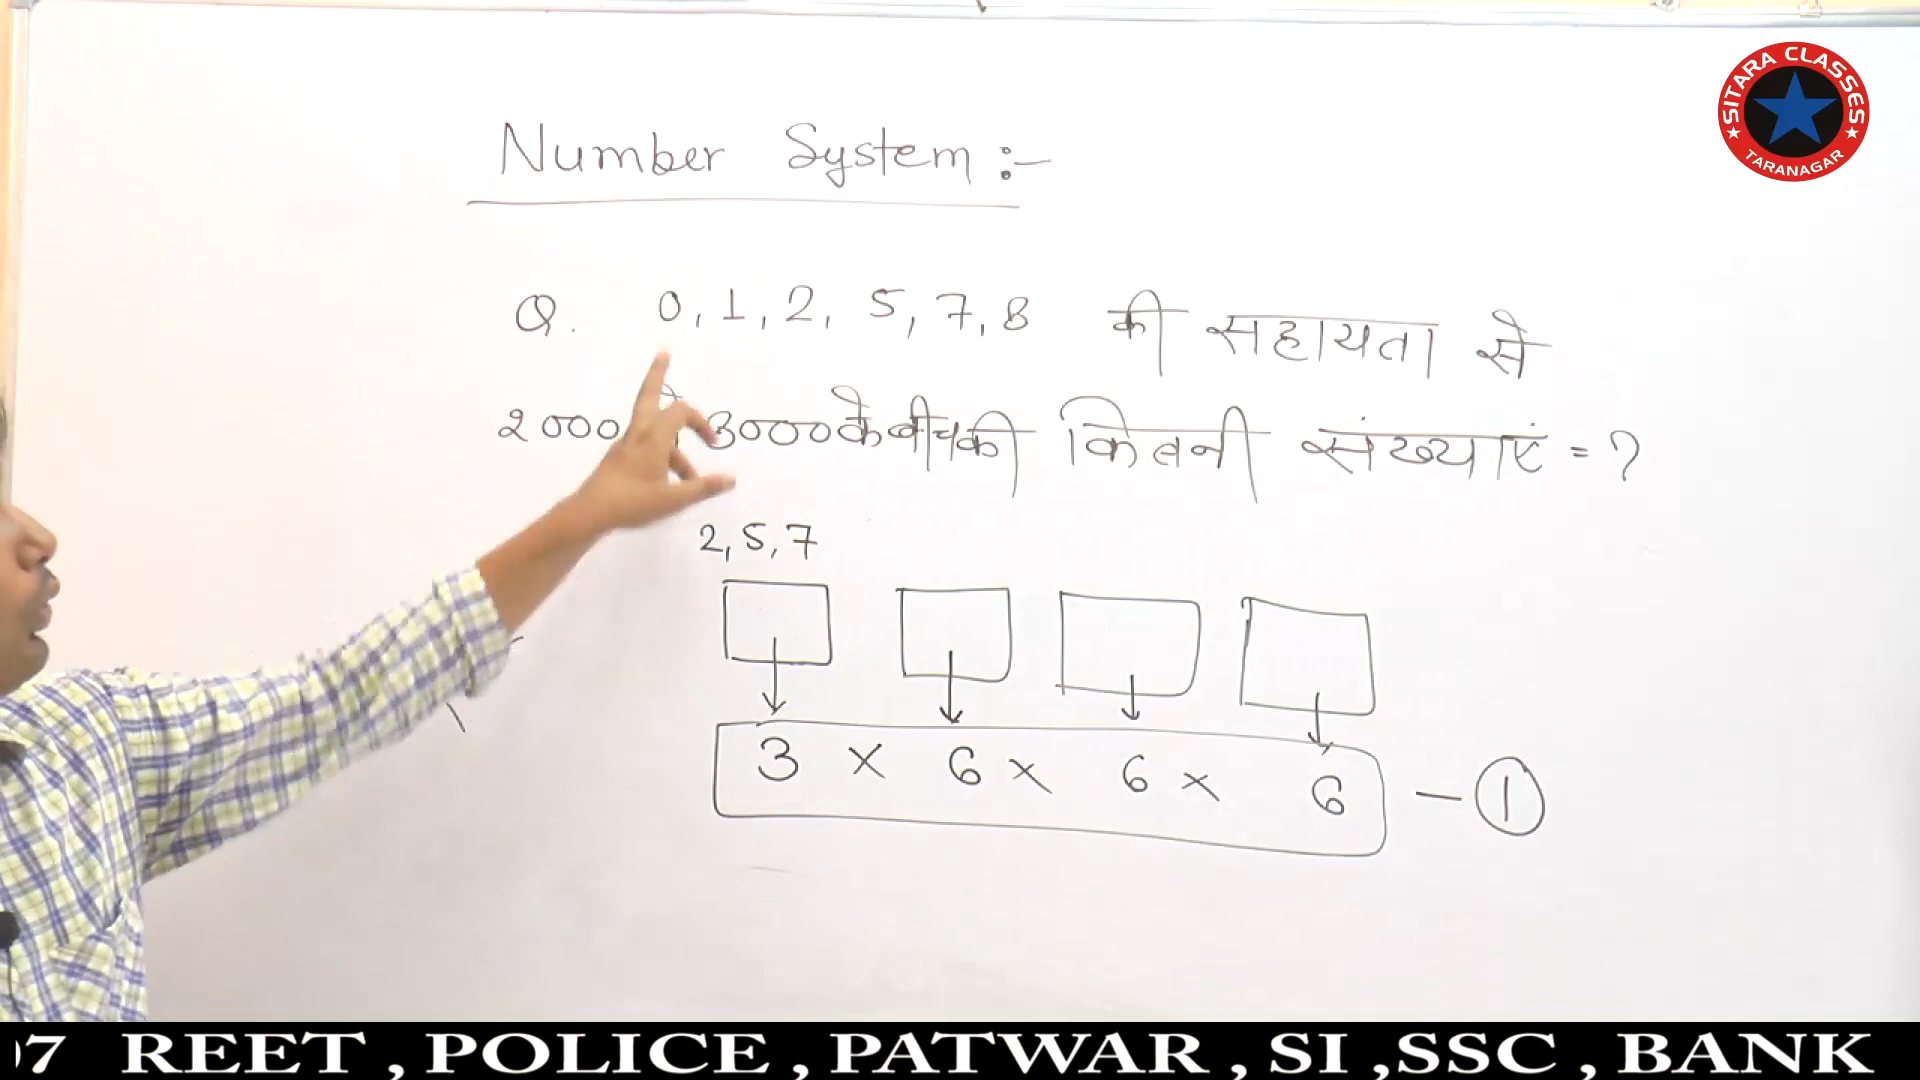 SITARA CLASSES
TARANAGAR
Number System :-
Q. 0, 1, 2, 5, 7, 8 की सहायता से
2000 3000 के बीच की कितनी संख्याएं = ?
2, 5, 7
3 × 6 × 6 × 6 - 1
07 REET , POLICE , PATWAR , SI ,SSC , BANK